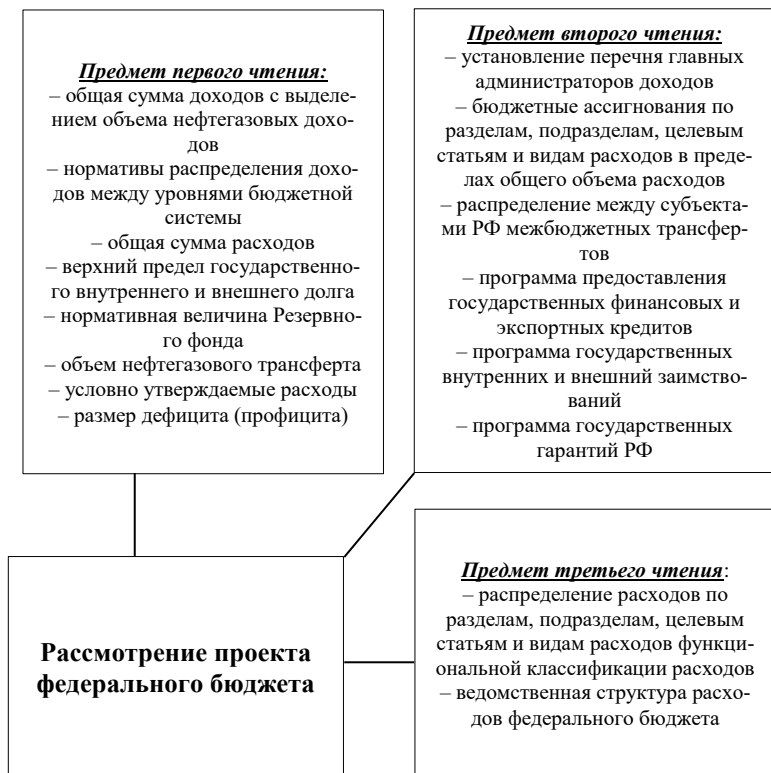 Предмет первого чтения:
– общая сумма доходов с выделе-
нием объема нефтегазовых дохо-
дов
– нормативы распределения дохо-
дов между уровнями бюджетной
системы
– общая сумма расходов
– верхний предел государственно-
го внутреннего и внешнего долга
– нормативная величина Резервно-
го фонда
– объем нефтегазового трансферта
– условно утверждаемые расходы
– размер дефицита (профицита)
Предмет второго чтения:
– установление перечня главных
администраторов доходов
– бюджетные ассигнования по
разделам, подразделам, целевым
статьям и видам расходов в преде-
лах общего объема расходов
– распределение между субъекта-
ми РФ межбюджетных трансфер-
тов
– программа предоставления
государственных финансовых и
экспортных кредитов
– программа государственных
внутренних и внешний заимство-
ваний
– программа государственных
гарантий РФ
Рассмотрение проекта
федерального бюджета
Предмет третьего чтения:
– распределение расходов по
разделам, подразделам, целевым
статьям и видам расходов функци-
ональной классификации расходов
– ведомственная структура расхо-
дов федерального бюджета